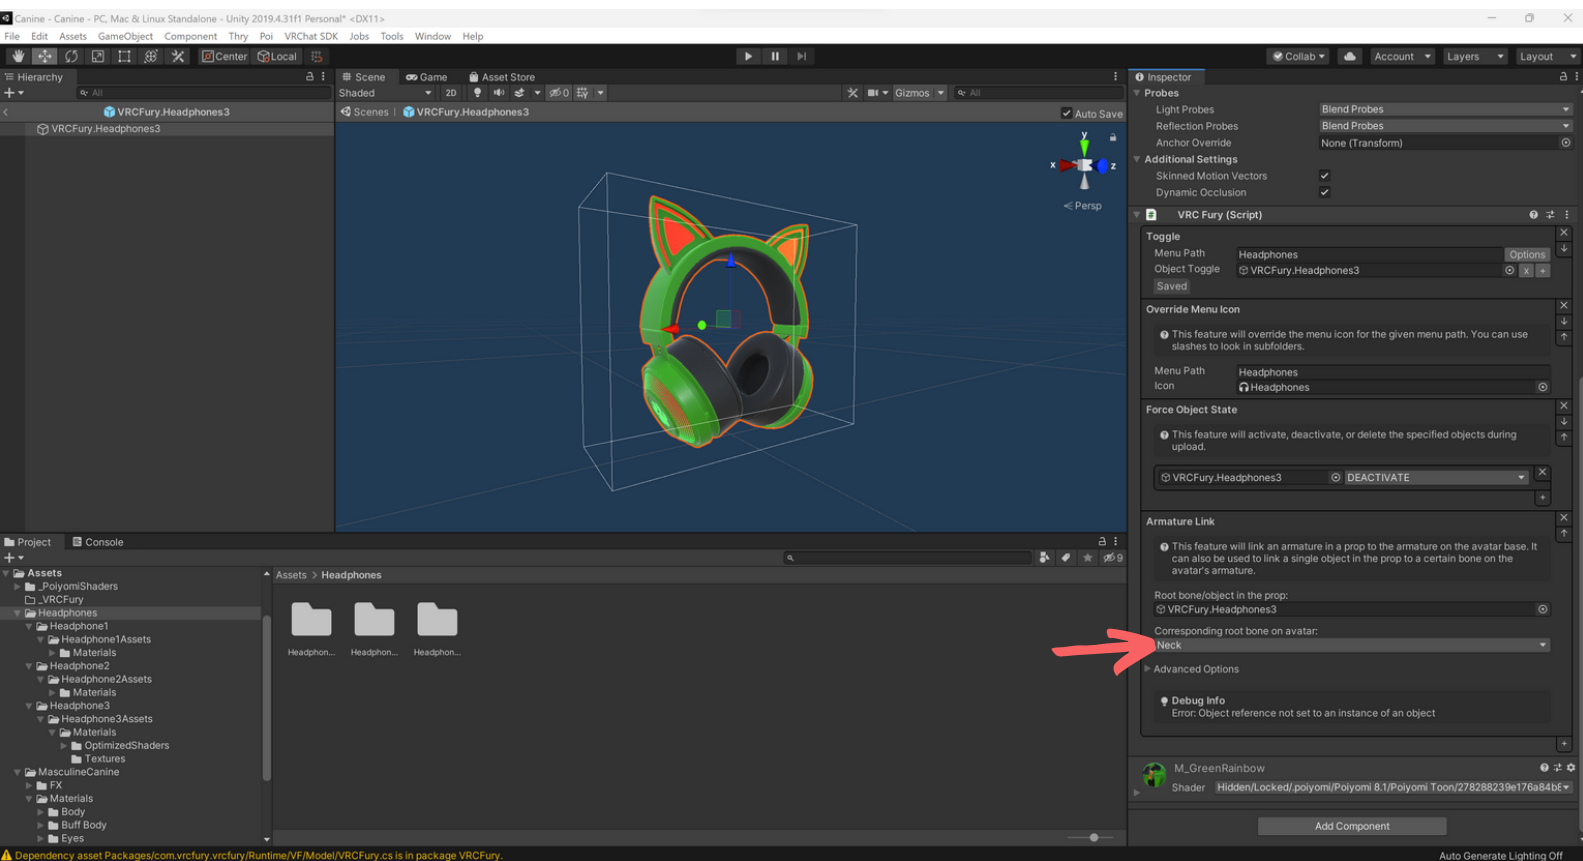 Canine - Canine - PC, Mac & Linux Standalone - Unity 2019.4.31f1 Personal* <DX11>
File Edit Assets GameObject Component Thry Poi VRChat SDK Jobs Tools Window Help
Center Local Collab Account Layers Layout
Hierarchy
All
VRCFury.Headphones3
VRCFury.Headphones3
Scene Game Asset Store
Shaded 2D 0 Gizmos All
Scenes VRCFury.Headphones3 Auto Save
y
x z
Persp
Inspector
Probes
Light Probes Blend Probes
Reflection Probes Blend Probes
Anchor Override None (Transform)
Additional Settings
Skinned Motion Vectors
Dynamic Occlusion
VRC Fury (Script)
Toggle
Menu Path Headphones Options
Object Toggle VRCFury.Headphones3 x +
Saved
Override Menu Icon
This feature will override the menu icon for the given menu path. You can use
slashes to look in subfolders.
Menu Path Headphones
Icon Headphones
Force Object State
This feature will activate, deactivate, or delete the specified objects during
upload.
VRCFury.Headphones3 DEACTIVATE
Armature Link
This feature will link an armature in a prop to the armature on the avatar base. It
can also be used to link a single object in the prop to a certain bone on the
avatar's armature.
Root bone/object in the prop:
VRCFury.Headphones3
Corresponding root bone on avatar:
Neck
Advanced Options
Debug Info
Error: Object reference not set to an instance of an object
M_GreenRainbow
Shader Hidden/Locked/.poiyomi/Poiyomi 8.1/Poiyomi Toon/278288239e176a84b
Add Component
Project Console
9
Assets
_PoiyomiShaders
_VRCFury
Headphones
Headphone1
Headphone1Assets
Materials
Headphone2
Headphone2Assets
Materials
Headphone3
Headphone3Assets
Materials
OptimizedShaders
Textures
MasculineCanine
FX
Materials
Body
Buff Body
Eyes
Assets > Headphones
Headphon... Headphon... Headphon...
Dependency asset Packages/com.vrcfury.vrcfury/Runtime/VF/Model/VRCFury.cs is in package VRCFury.
Auto Generate Lighting Off